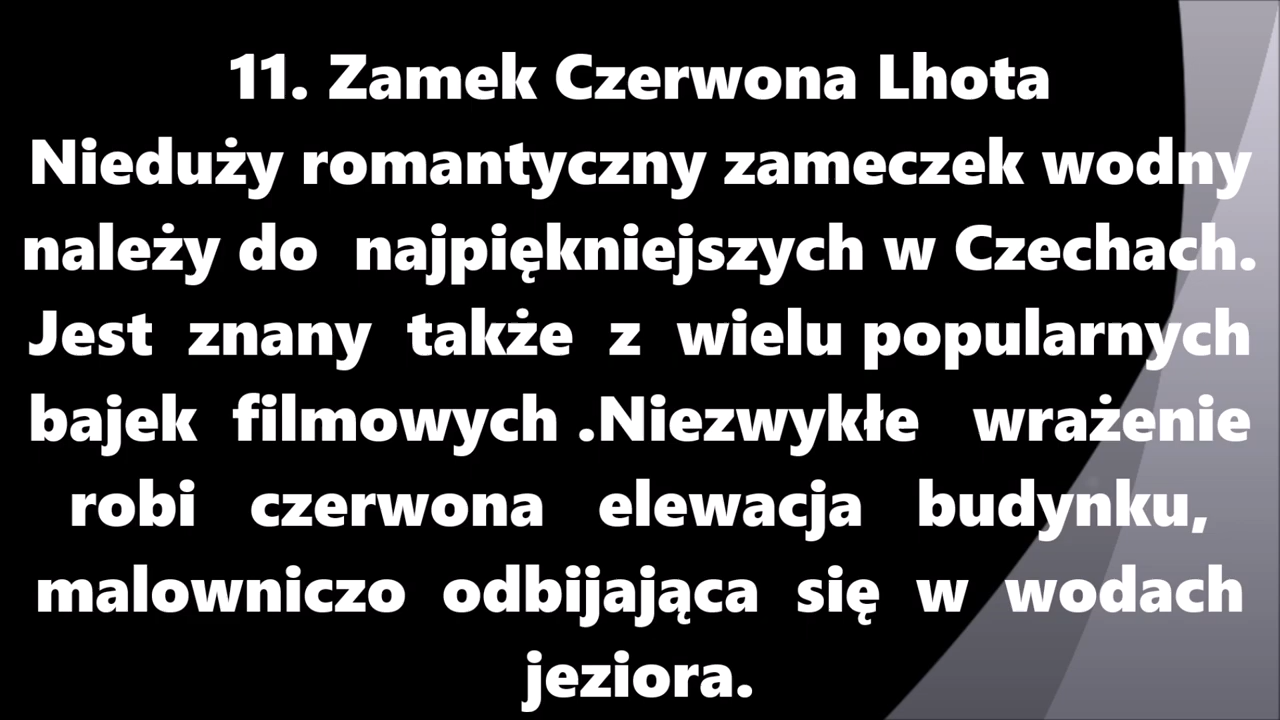 11. Zamek Czerwona Lhota
Nieduży romantyczny zameczek wodny
należy do najpiękniejszych w Czechach.
Jest znany także z wielu popularnych
bajek filmowych .Niezwykłe wrażenie
robi czerwona elewacja budynku,
malowniczo odbijająca się w wodach
jeziora.